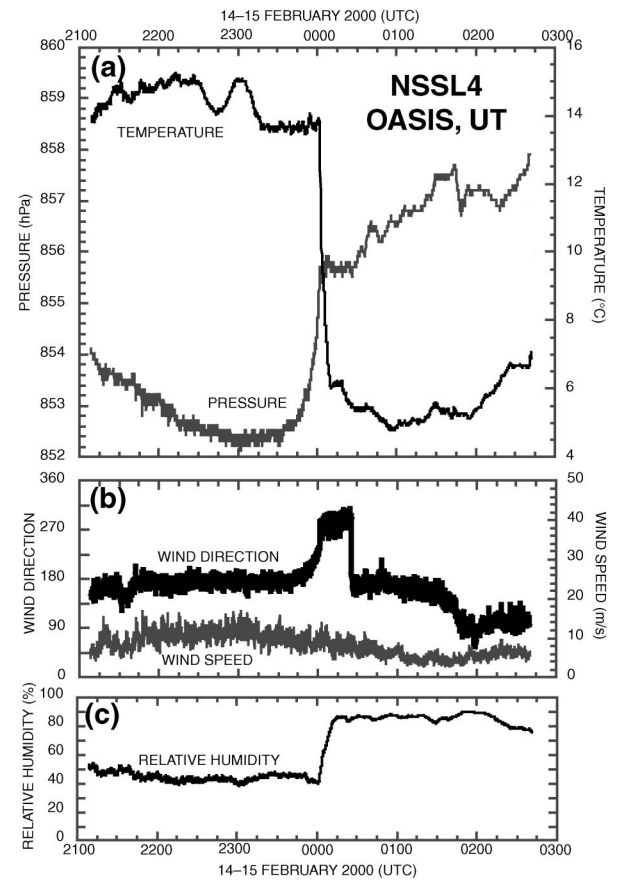 14–15 FEBRUARY 2000 (UTC)
2100 2200 2300 0000 0100 0200 0300
(a)
NSSL4
OASIS, UT
TEMPERATURE
PRESSURE
860
859
858
857
856
855
854
853
852
PRESSURE (hPa)
16
14
12
10
8
6
4
TEMPERATURE (°C)
(b)
WIND DIRECTION
WIND SPEED
360
270
180
90
0
WIND DIRECTION
50
40
30
20
10
0
WIND SPEED (m/s)
(c)
RELATIVE HUMIDITY
100
80
60
40
20
0
RELATIVE HUMIDITY (%)
2100 2200 2300 0000 0100 0200 0300
14–15 FEBRUARY 2000 (UTC)